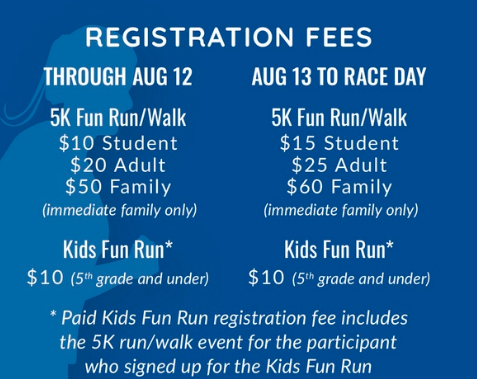 REGISTRATION FEES
THROUGH AUG 12
5K Fun Run/Walk
$10 Student
$20 Adult
$50 Family
(immediate family only)
Kids Fun Run*
$10 (5th grade and under)
AUG 13 TO RACE DAY
5K Fun Run/Walk
$15 Student
$25 Adult
$60 Family
(immediate family only)
Kids Fun Run*
$10 (5th grade and under)
* Paid Kids Fun Run registration fee includes
the 5K run/walk event for the participant
who signed up for the Kids Fun Run